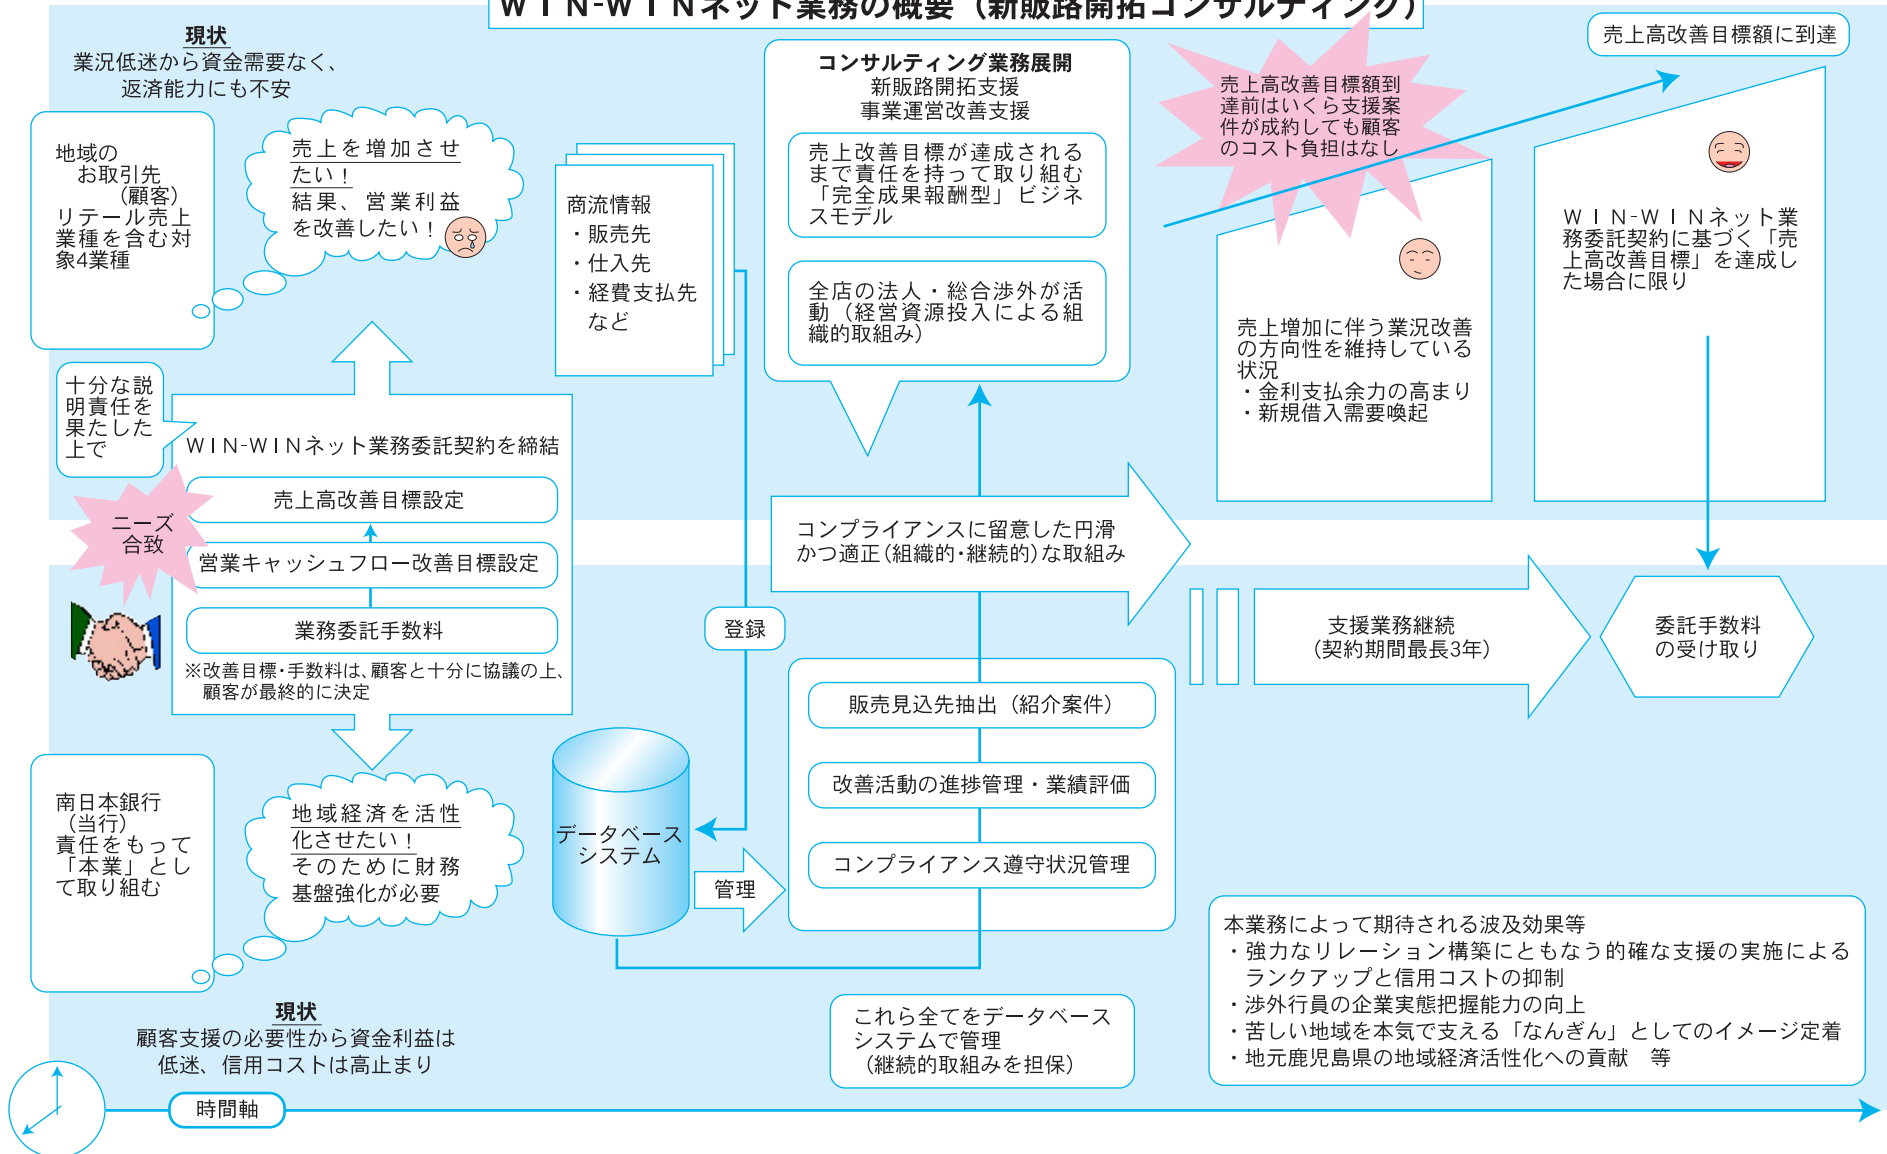 ＷＩＮ-ＷＩＮネット業務の概要（新販路開拓コンサルティング）
現状
業況低迷から資金需要なく、
返済能力にも不安
地域の
お取引先
（顧客）
リテール売上
業種を含む対
象4業種
売上を増加させ
たい！
結果、営業利益
を改善したい！
商流情報
・販売先
・仕入先
・経費支払先
など
コンサルティング業務展開
新販路開拓支援
事業運営改善支援
売上改善目標が達成される
まで責任を持って取り組む
「完全成果報酬型」ビジネ
スモデル
全店の法人・総合渉外が活
動（経営資源投入による組
織的取組み）
売上高改善目標額到
達前はいくら支援案
件が成約しても顧客
のコスト負担はなし
売上高改善目標額に到達
売上増加に伴う業況改善
の方向性を維持している
状況
・金利支払余力の高まり
・新規借入需要喚起
ＷＩＮ-ＷＩＮネット業
務委託契約に基づく「売
上高改善目標」を達成し
た場合に限り
十分な説
明責任を
果たした
上で
ＷＩＮ-ＷＩＮネット業務委託契約を締結
売上高改善目標設定
ニーズ
合致
営業キャッシュフロー改善目標設定
業務委託手数料
※改善目標・手数料は、顧客と十分に協議の上、
顧客が最終的に決定
コンプライアンスに留意した円滑
かつ適正（組織的・継続的）な取組み
登録
支援業務継続
（契約期間最長3年）
委託手数料
の受け取り
販売見込先抽出（紹介案件）
改善活動の進捗管理・業績評価
コンプライアンス遵守状況管理
データベース
システム
管理
南日本銀行
（当行）
責任をもって
「本業」とし
て取り組む
地域経済を活性
化させたい！
そのために財務
基盤強化が必要
現状
顧客支援の必要性から資金利益は
低迷、信用コストは高止まり
これら全てをデータベース
システムで管理
（継続的取組みを担保）
本業務によって期待される波及効果等
・強力なリレーション構築にともなう的確な支援の実施による
ランクアップと信用コストの抑制
・渉外行員の企業実態把握能力の向上
・苦しい地域を本気で支える「なんぎん」としてのイメージ定着
・地元鹿児島県の地域経済活性化への貢献　等
時間軸